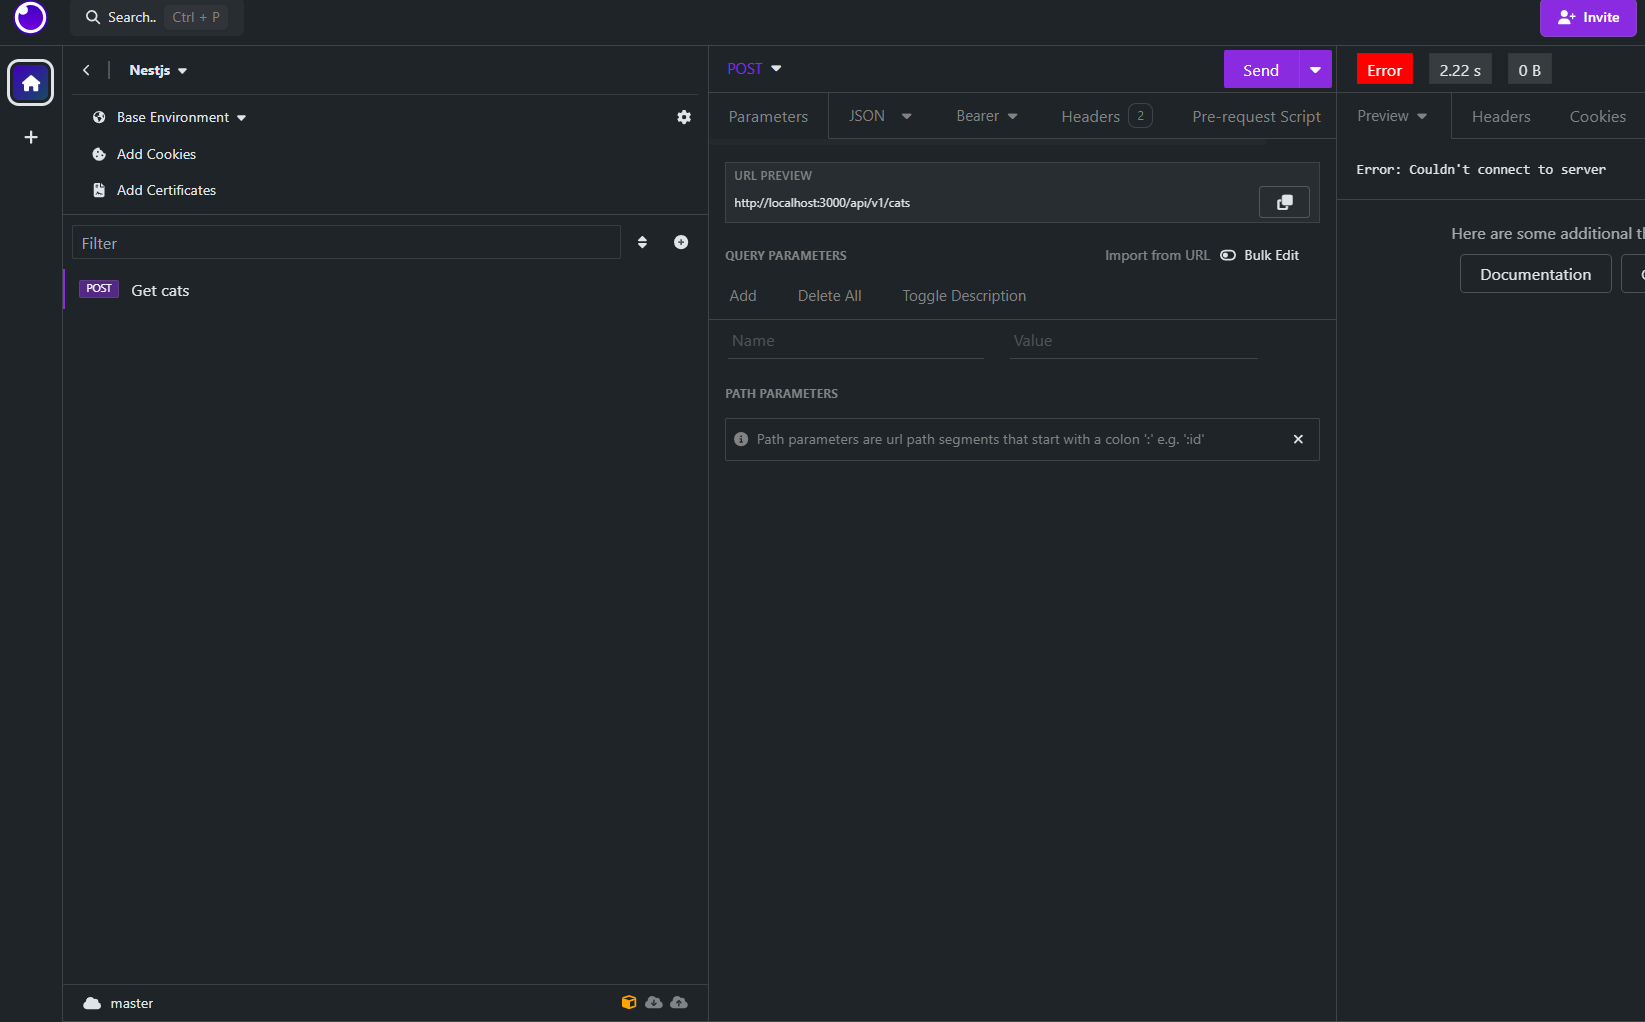 Search.. Ctrl + P
Invite
Nestjs
Base Environment
Add Cookies
Add Certificates
Filter
POST Get cats
master
POST
Send
Parameters JSON Bearer Headers 2 Pre-request Script
URL PREVIEW
http://localhost:3000/api/v1/cats
QUERY PARAMETERS Import from URL Bulk Edit
Add Delete All Toggle Description
Name Value
PATH PARAMETERS
Path parameters are url path segments that start with a colon ':' e.g. ':id'
Error 2.22 s 0 B
Preview Headers Cookies
Error: Couldn't connect to server
Here are some additional
Documentation